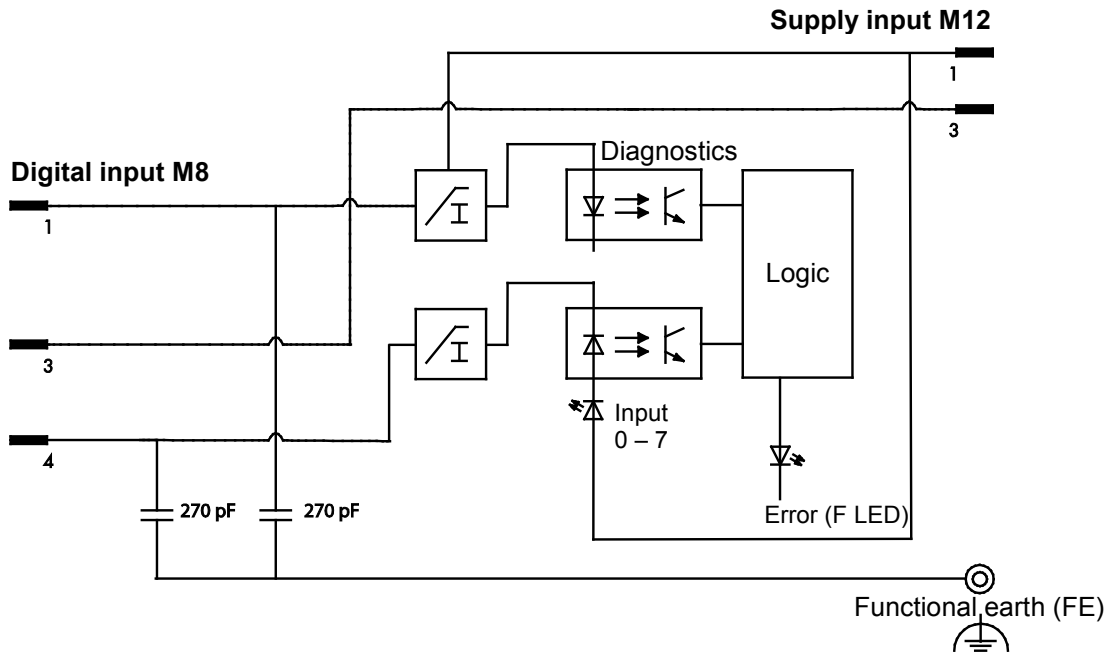 Supply input M12
1
3
Digital input M8
1
3
4
Diagnostics
Logic
Input
0 – 7
270 pF
270 pF
Error (F LED)
Functional earth (FE)